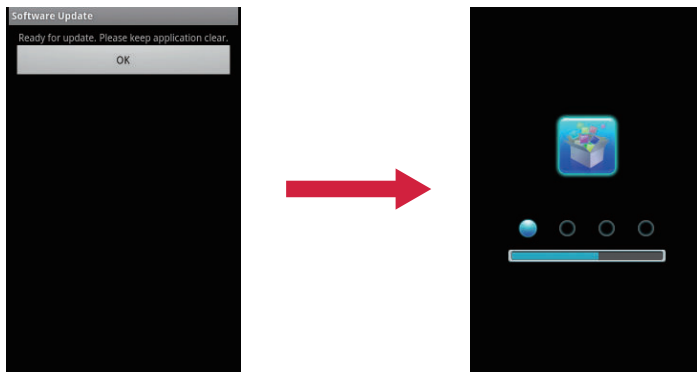 Software Update
Ready for update. Please keep application clear.
OK